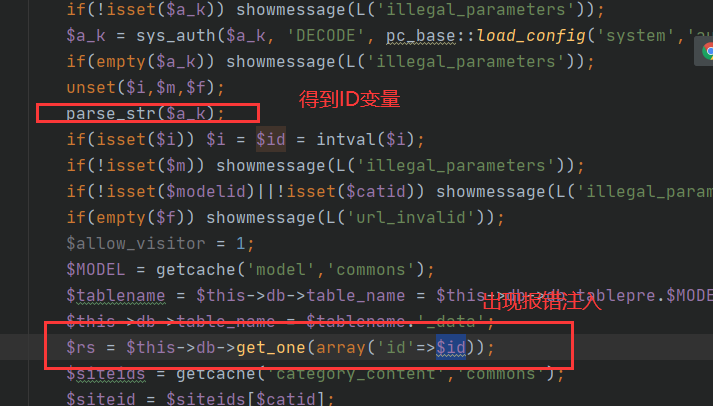 if(!isset($a_k)) showmessage(L('illegal_parameters'));
$a_k = sys_auth($a_k, 'DECODE', pc_base::load_config('system','au
if(empty($a_k)) showmessage(L('illegal_parameters'));
unset($i,$m,$f);
得到ID变量
parse_str($a_k);
if(isset($i)) $i = $id = intval($i);
if(!isset($m)) showmessage(L('illegal_parameters'));
if(!isset($modelid)||!isset($catid)) showmessage(L('illegal_param
if(empty($f)) showmessage(L('url_invalid'));
$allow_visitor = 1;
$MODEL = getcache('model','commons');
出现报错注入
$tablename = $this->db->table_name = $this->db->db_tablepre.$MODE
$this->db->table_name = $tablename.'_data';
$rs = $this->db->get_one(array('id'=>$id));
$siteids = getcache('category_content','commons');
$siteid = $siteids[$catid];